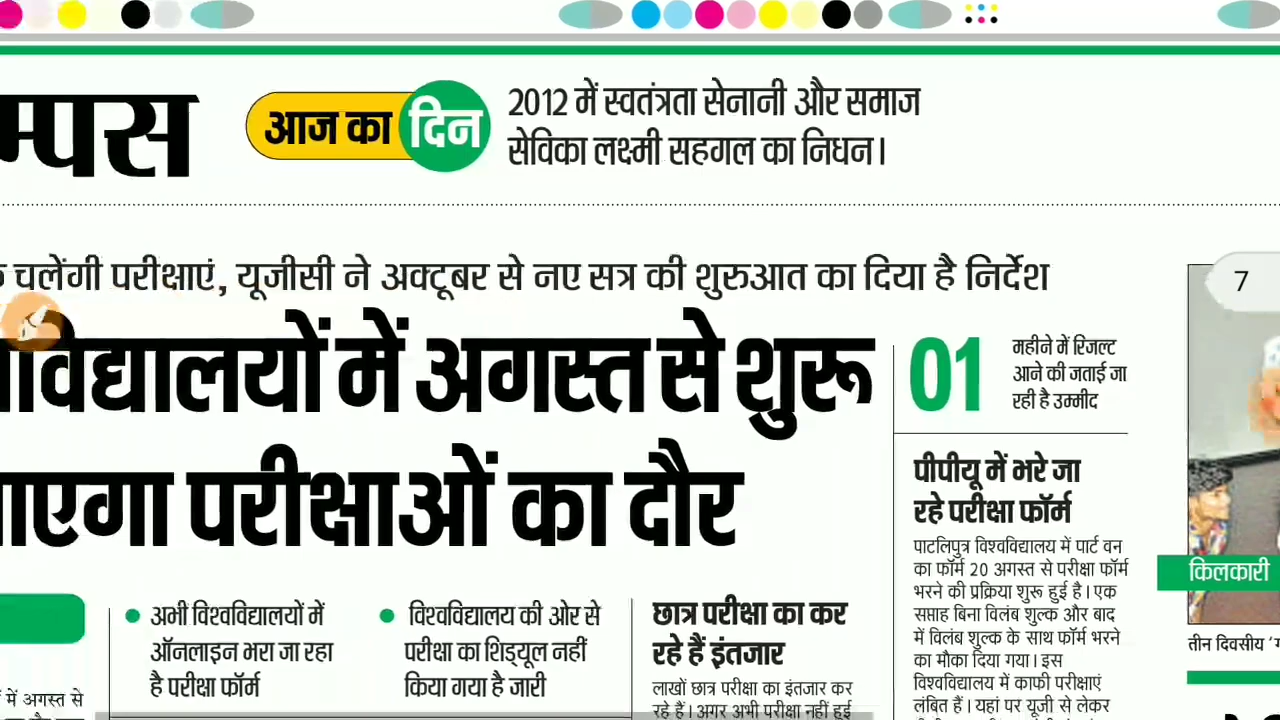 म्पस
आज का दिन
2012 में स्वतंत्रता सेनानी और समाज
सेविका लक्ष्मी सहगल का निधन।
चलेंगी परीक्षाएं, यूजीसी ने अक्टूबर से नए सत्र की शुरुआत का दिया है निर्देश
7
विद्यालयों में अगस्त से शुरू
जाएगा परीक्षाओं का दौर
01
महीने में रिजल्ट
आने की जताई जा
रही है उम्मीद
पीपीयू में भरे जा
रहे परीक्षा फॉर्म
पाटलिपुत्र विश्वविद्यालय में पार्ट वन
का फॉर्म 20 अगस्त से परीक्षा फॉर्म
भरने की प्रक्रिया शुरू हुई है। एक
सप्ताह बिना विलंब शुल्क और बाद
में विलंब शुल्क के साथ फॉर्म भरने
का मौका दिया गया। इस
विश्वविद्यालय में काफी परीक्षाएं
लंबित हैं। यहां पर यूजी से लेकर
अभी विश्वविद्यालयों में
ऑनलाइन भरा जा रहा
है परीक्षा फॉर्म
विश्वविद्यालय की ओर से
परीक्षा का शिड्यूल नहीं
किया गया है जारी
छात्र परीक्षा का कर
रहे हैं इंतजार
लाखों छात्र परीक्षा का इंतजार कर
रहे हैं। अगर अभी परीक्षा नहीं हुई
में अगस्त से
किलकारी
तीन दिवसीय